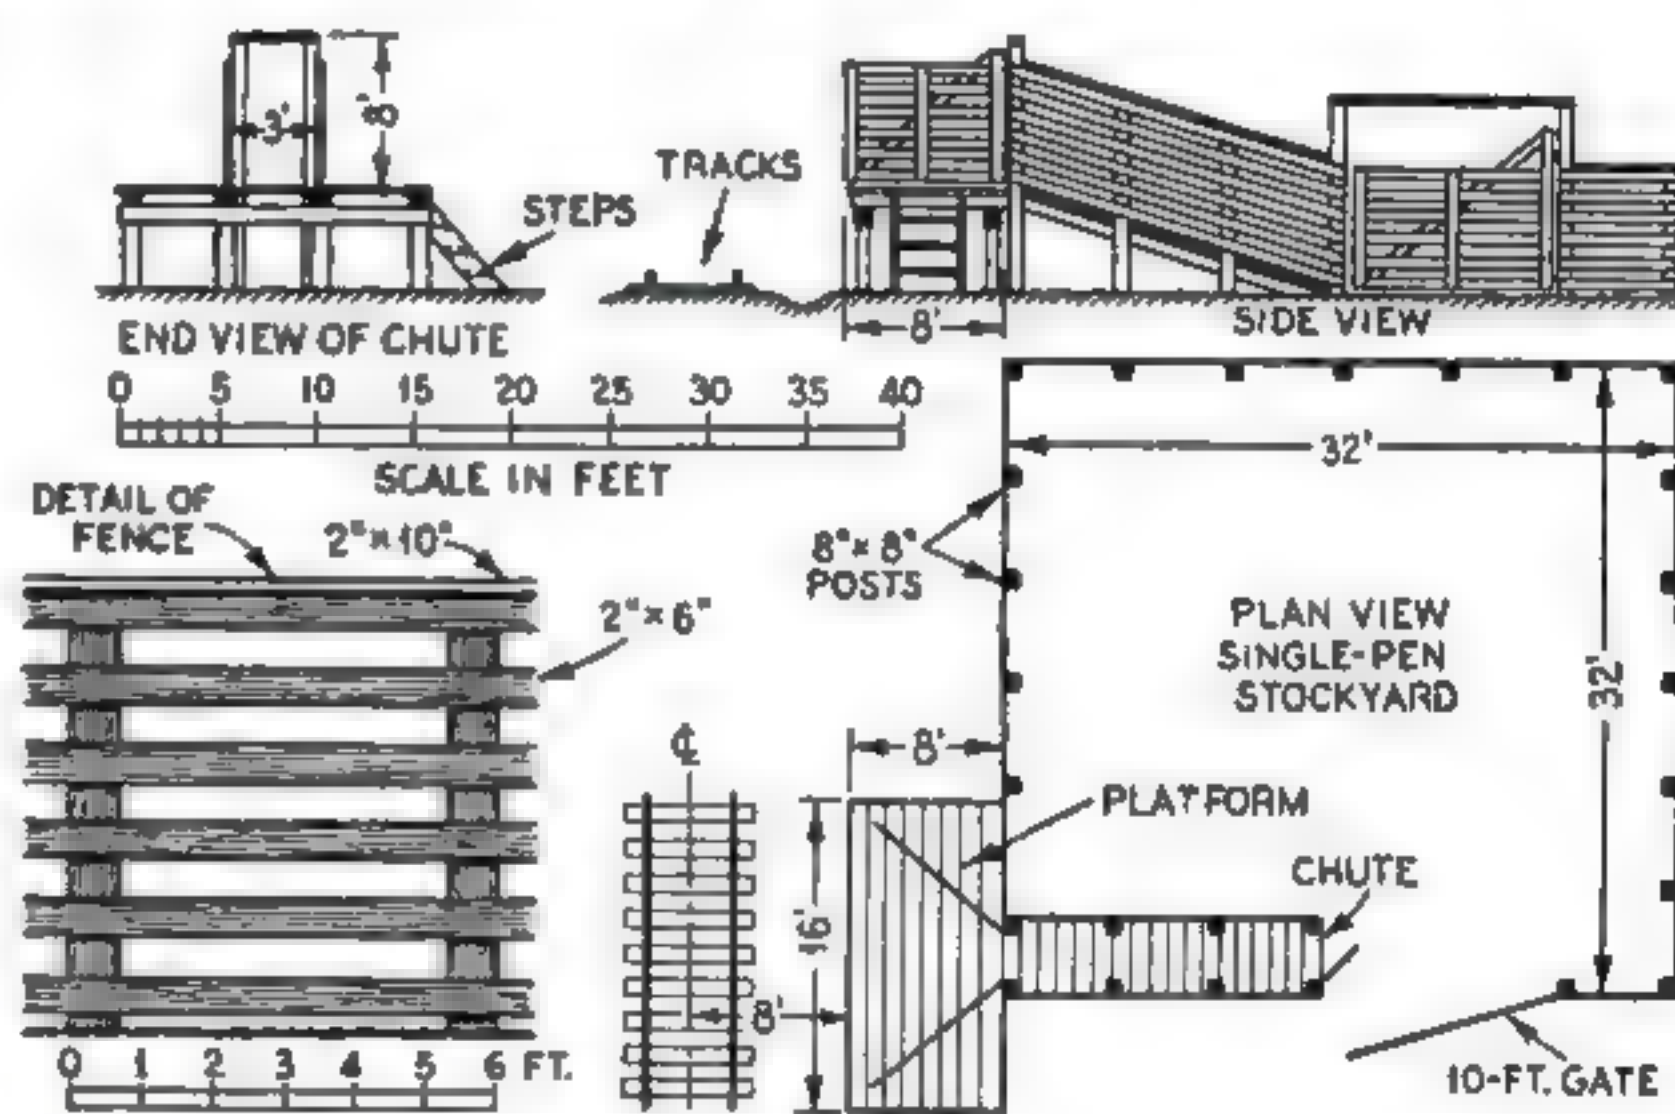 3'
8'
STEPS
TRACKS
END VIEW OF CHUTE
8'
SIDE VIEW
0 5 10 15 20 25 30 35 40
SCALE IN FEET
32'
DETAIL OF
FENCE
2"×10"
2"×6"
8"×8"
POSTS
PLAN VIEW
SINGLE-PEN
STOCKYARD
32'
℄
8'
PLATFORM
CHUTE
16'
8'
10-FT. GATE
0 1 2 3 4 5 6 FT.